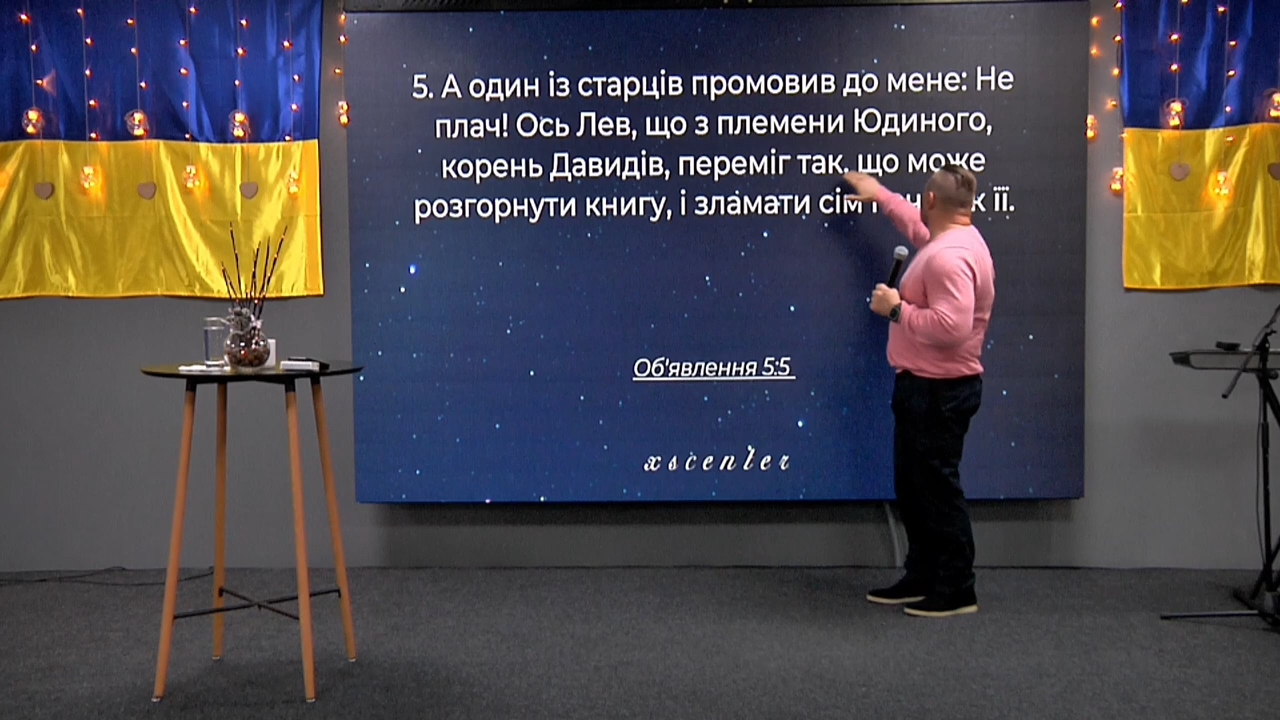 5. А один із старців промовив до мене: Не
плач! Ось Лев, що з племени Юдиного,
корень Давидів, переміг так, що може
розгорнути книгу, і зламати сім її.
Об'явлення 5:5
xscenter